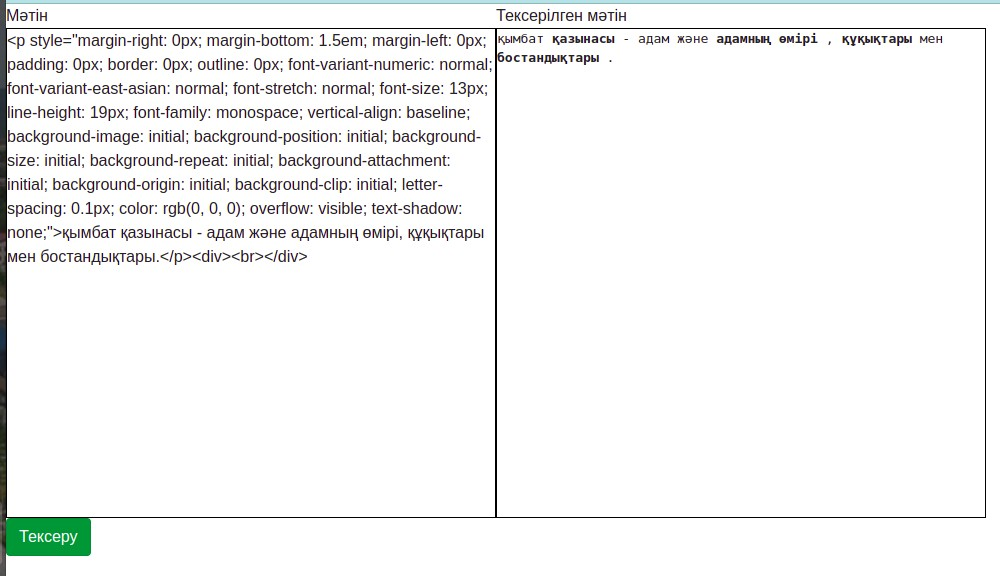 Мәтін
Тексерілген мәтін
<p style="margin-right: 0px; margin-bottom: 1.5em; margin-left: 0px;
padding: 0px; border: 0px; outline: 0px; font-variant-numeric: normal;
font-variant-east-asian: normal; font-stretch: normal; font-size: 13px;
line-height: 19px; font-family: monospace; vertical-align: baseline;
background-image: initial; background-position: initial; background-
size: initial; background-repeat: initial; background-attachment:
initial; background-origin: initial; background-clip: initial; letter-
spacing: 0.1px; color: rgb(0, 0, 0); overflow: visible; text-shadow:
none;">қымбат қазынасы - адам және адамның өмірі, құқықтары
мен бостандықтары.</p><div><br></div>
қымбат қазынасы - адам және адамның өмірі , құқықтары мен
бостандықтары .
Тексеру